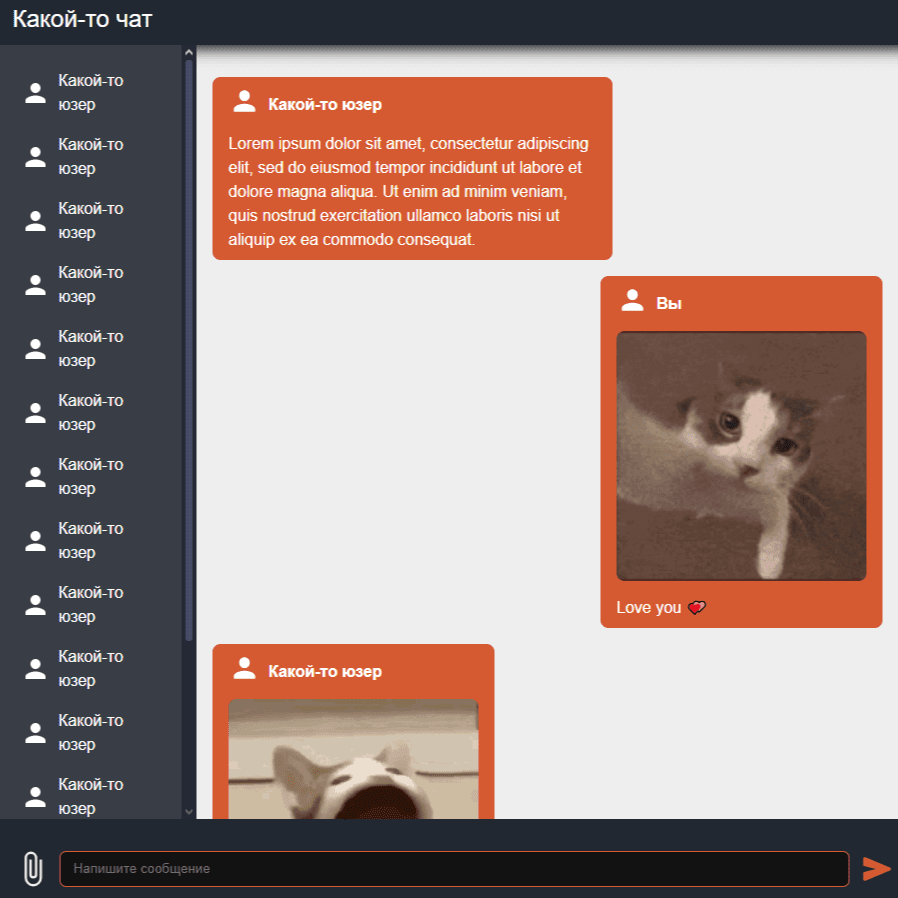 Какой-то чат
Какой-то
юзер
Какой-то
юзер
Какой-то
юзер
Какой-то
юзер
Какой-то
юзер
Какой-то
юзер
Какой-то
юзер
Какой-то
юзер
Какой-то
юзер
Какой-то
юзер
Какой-то
юзер
Какой-то
юзер
Какой-то юзер
Lorem ipsum dolor sit amet, consectetur adipiscing
elit, sed do eiusmod tempor incididunt ut labore et
dolore magna aliqua. Ut enim ad minim veniam,
quis nostrud exercitation ullamco laboris nisi ut
aliquip ex ea commodo consequat.
Вы
Love you 💕
Какой-то юзер
Напишите сообщение